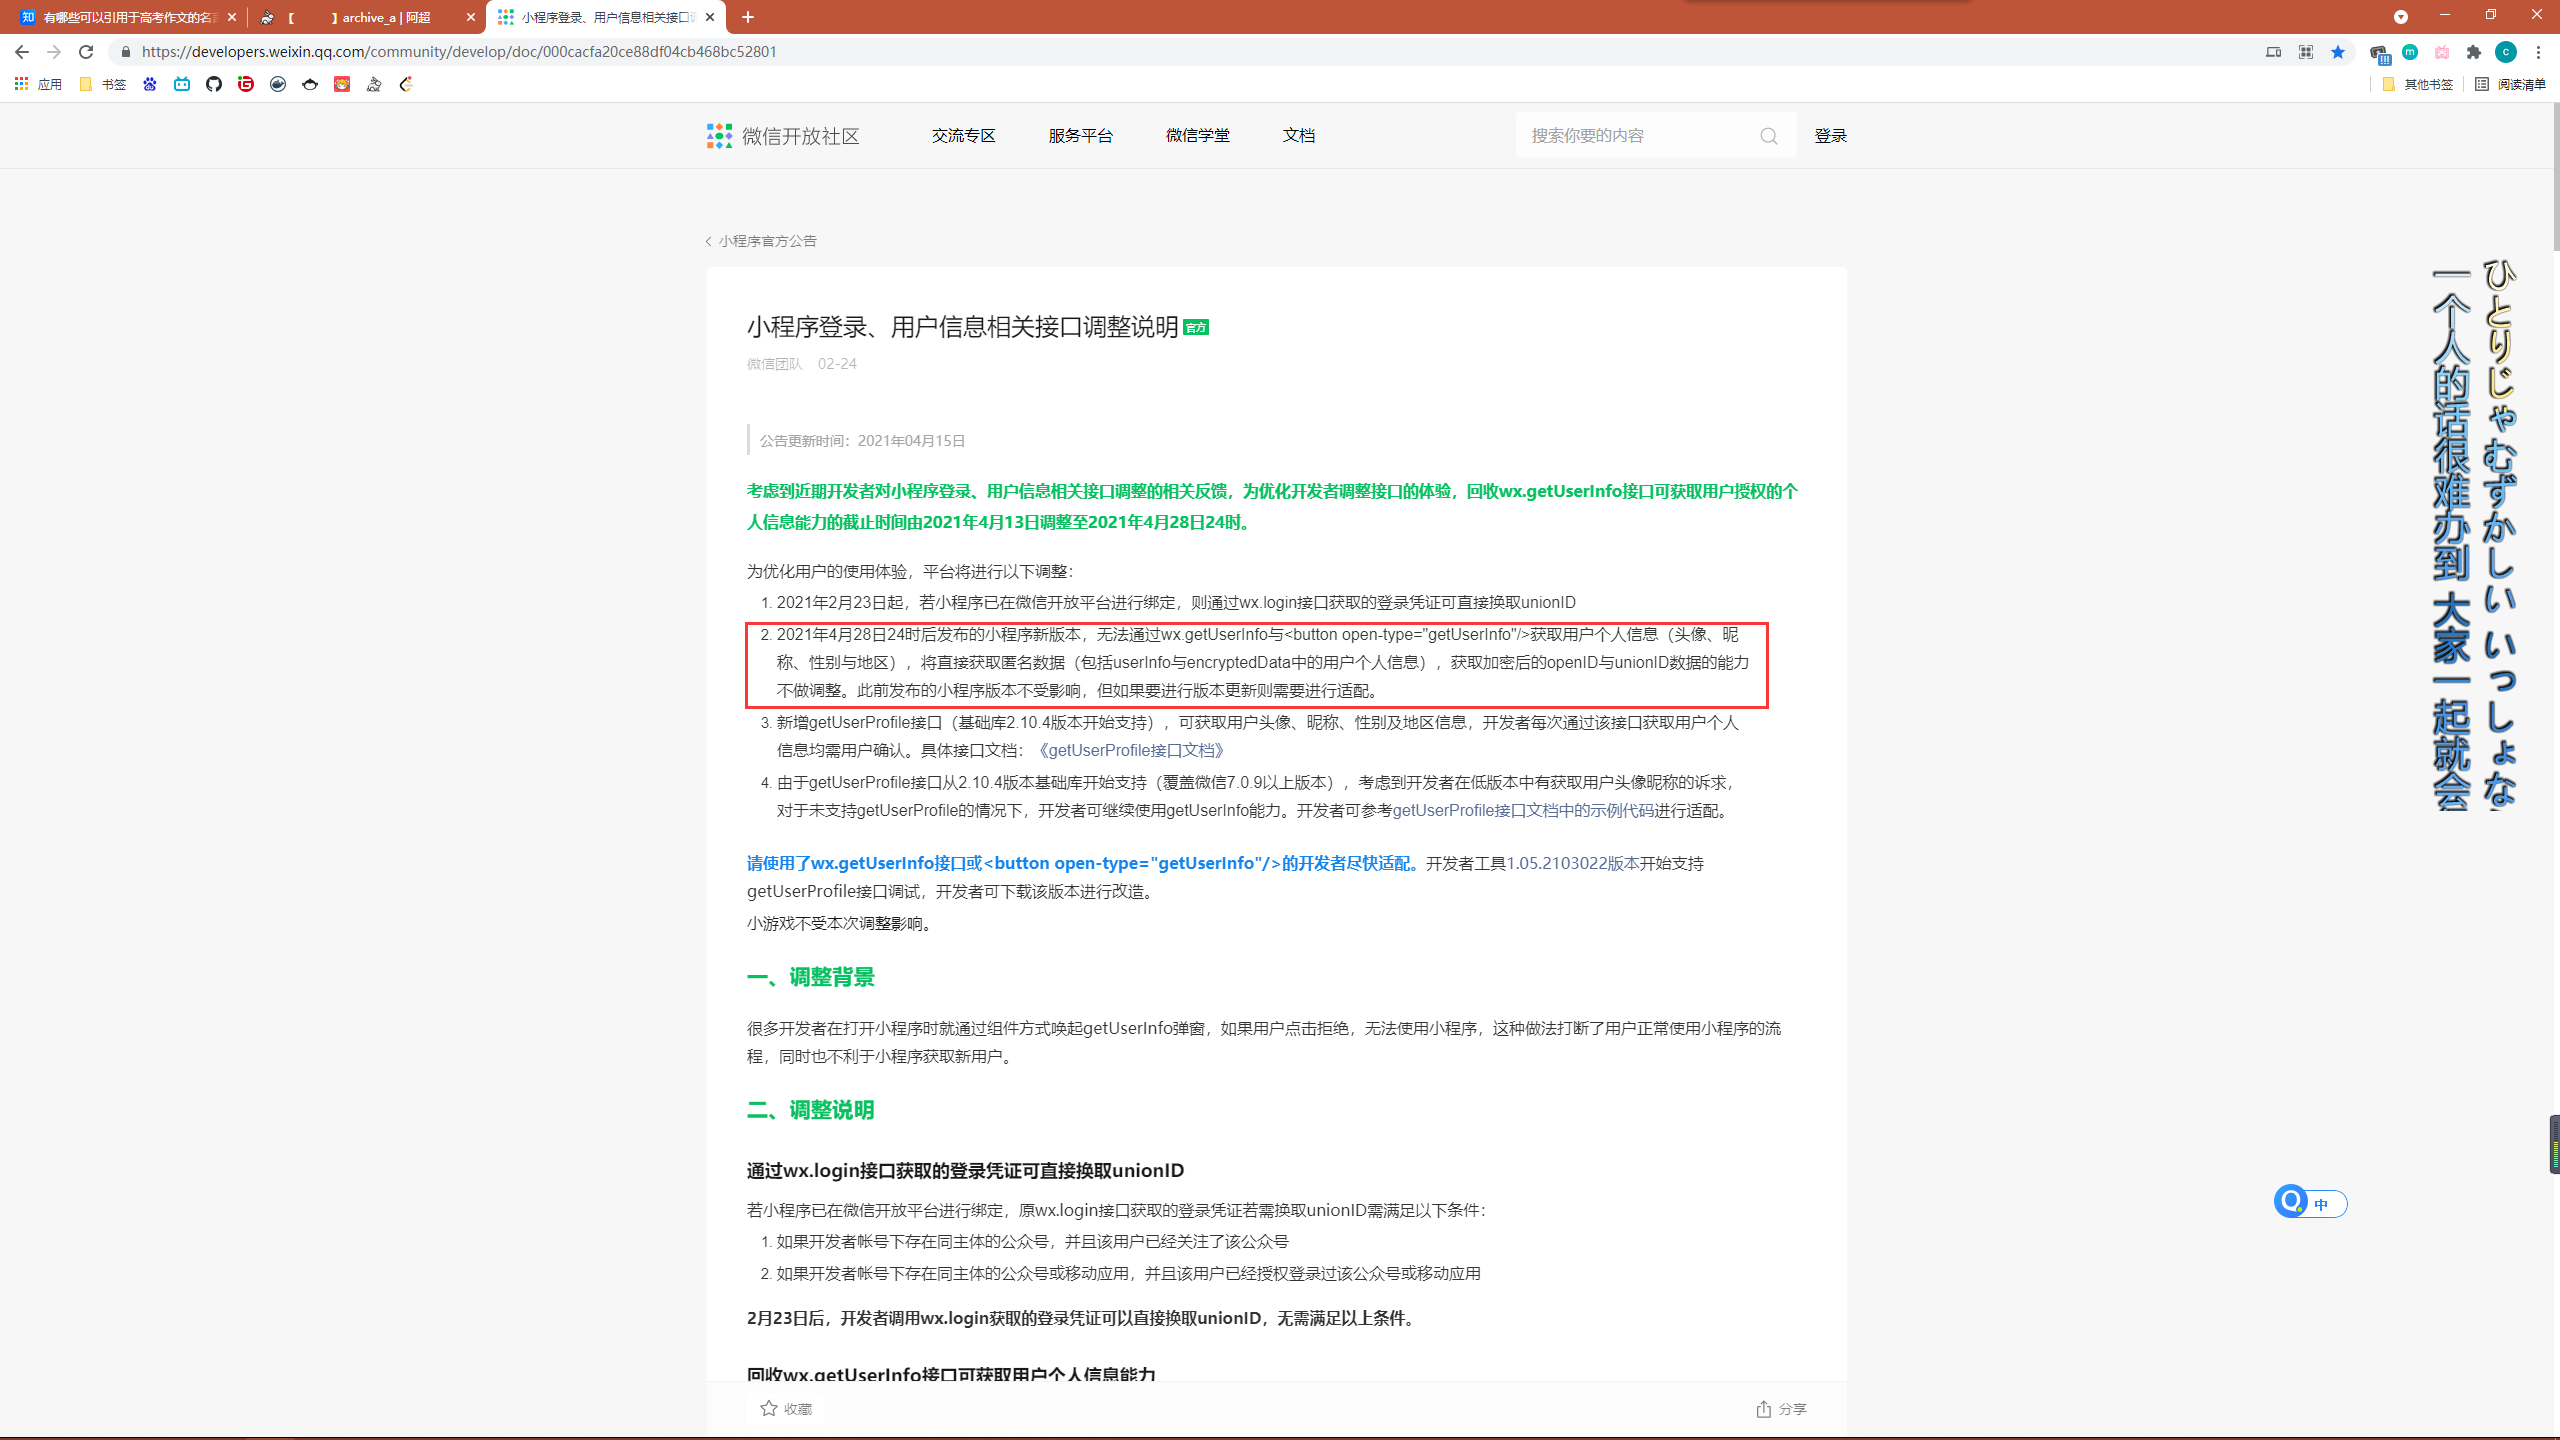 有哪些可以引用于高考作文的名言
【 】archive_a | 阿超
小程序登录、用户信息相关接口调
https://developers.weixin.qq.com/community/develop/doc/000cacfa20ce88df04cb468bc52801
应用
书签
其他书签
阅读清单
微信开放社区
交流专区
服务平台
微信学堂
文档
搜索你要的内容
登录
小程序官方公告
小程序登录、用户信息相关接口调整说明 官方
微信团队 02-24
公告更新时间：2021年04月15日
考虑到近期开发者对小程序登录、用户信息相关接口调整的相关反馈，为优化开发者调整接口的体验，回收wx.getUserInfo接口可获取用户授权的个
人信息能力的截止时间由2021年4月13日调整至2021年4月28日24时。
为优化用户的使用体验，平台将进行以下调整：
1. 2021年2月23日起，若小程序已在微信开放平台进行绑定，则通过wx.login接口获取的登录凭证可直接换取unionID
2. 2021年4月28日24时后发布的小程序新版本，无法通过wx.getUserInfo与<button open-type="getUserInfo"/>获取用户个人信息（头像、昵
称、性别与地区），将直接获取匿名数据（包括userInfo与encryptedData中的用户个人信息），获取加密后的openID与unionID数据的能力
不做调整。此前发布的小程序版本不受影响，但如果要进行版本更新则需要进行适配。
3. 新增getUserProfile接口（基础库2.10.4版本开始支持），可获取用户头像、昵称、性别及地区信息，开发者每次通过该接口获取用户个人
信息均需用户确认。具体接口文档：《getUserProfile接口文档》
4. 由于getUserProfile接口从2.10.4版本基础库开始支持（覆盖微信7.0.9以上版本），考虑到开发者在低版本中有获取用户头像昵称的诉求，
对于未支持getUserProfile的情况下，开发者可继续使用getUserInfo能力。开发者可参考getUserProfile接口文档中的示例代码进行适配。
请使用了wx.getUserInfo接口或<button open-type="getUserInfo"/>的开发者尽快适配。开发者工具1.05.2103022版本开始支持
getUserProfile接口调试，开发者可下载该版本进行改造。
小游戏不受本次调整影响。
一、调整背景
很多开发者在打开小程序时就通过组件方式唤起getUserInfo弹窗，如果用户点击拒绝，无法使用小程序，这种做法打断了用户正常使用小程序的流
程，同时也不利于小程序获取新用户。
二、调整说明
通过wx.login接口获取的登录凭证可直接换取unionID
若小程序已在微信开放平台进行绑定，原wx.login接口获取的登录凭证若需换取unionID需满足以下条件：
1. 如果开发者帐号下存在同主体的公众号，并且该用户已经关注了该公众号
2. 如果开发者帐号下存在同主体的公众号或移动应用，并且该用户已经授权登录过该公众号或移动应用
2月23日后，开发者调用wx.login获取的登录凭证可以直接换取unionID，无需满足以上条件。
回收wx.getUserInfo接口可获取用户个人信息能力
收藏
分享
ひとりじゃむずかしい いっしょな
一个人的话很难办到 大家一起就会
中